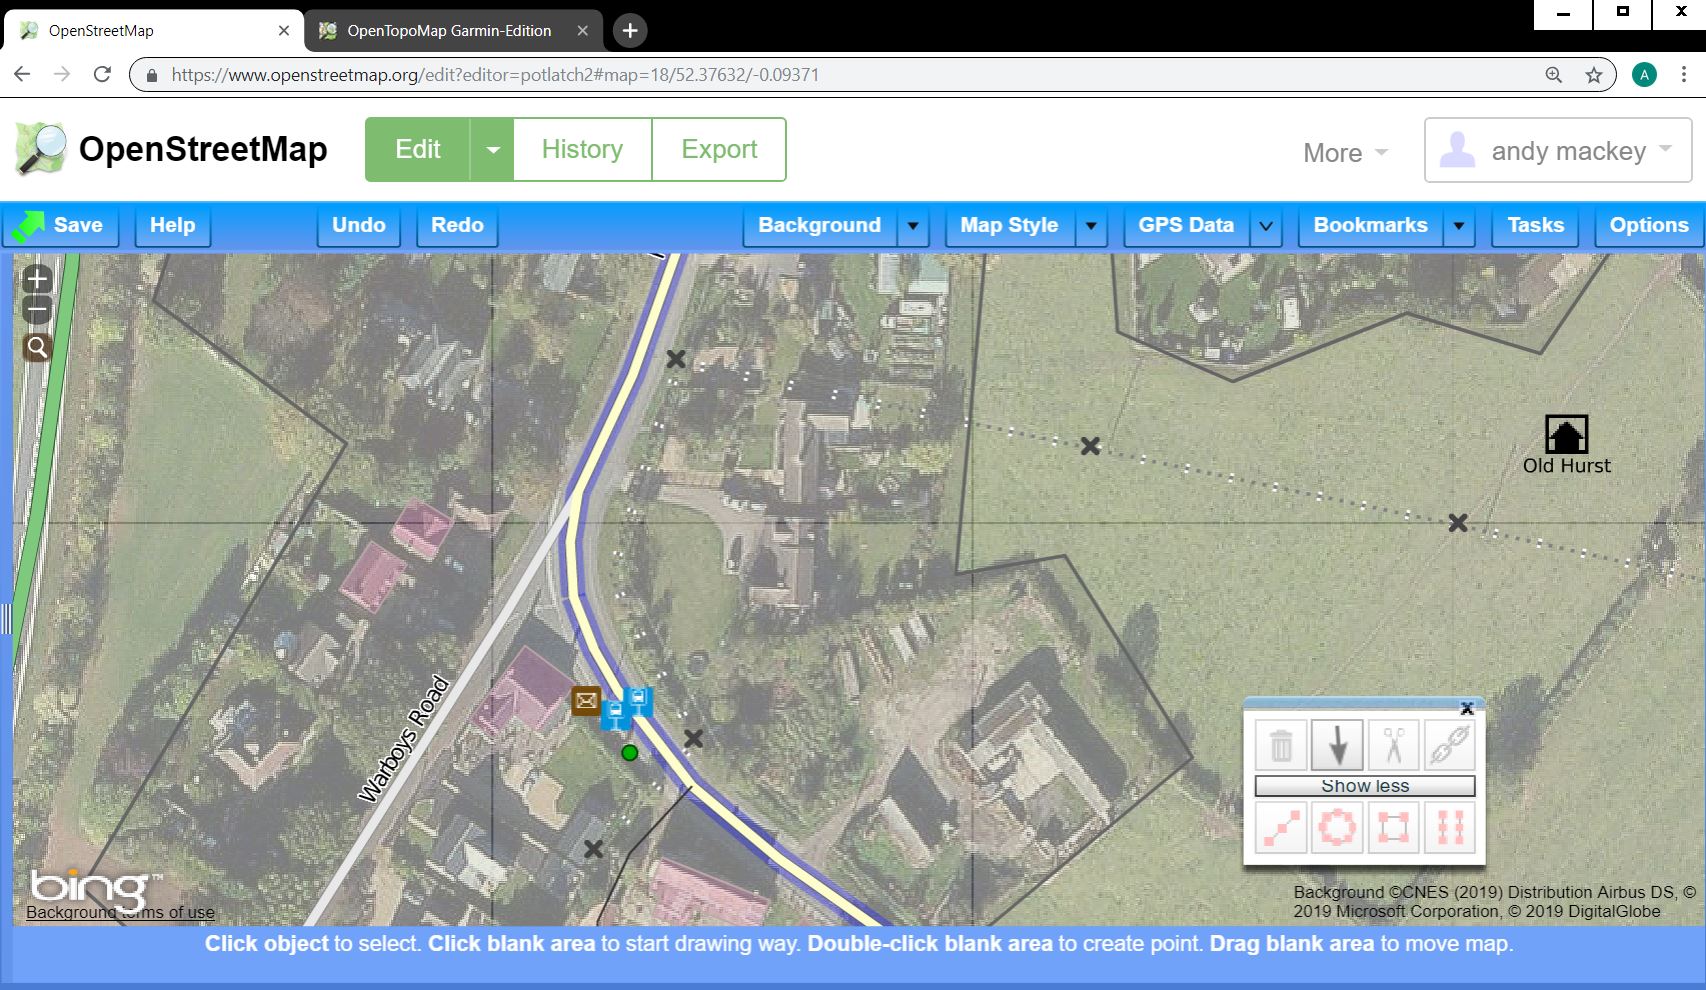 OpenStreetMap
OpenTopoMap Garmin-Edition
https://www.openstreetmap.org/edit?editor=potlatch2#map=18/52.37632/-0.09371
A
OpenStreetMap
Edit
History
Export
More
andy mackey
Save
Help
Undo
Redo
Background
Map Style
GPS Data
Bookmarks
Tasks
Options
Old Hurst
Warboys Road
Show less
bing™
Background terms of use
Background ©CNES (2019) Distribution Airbus DS, ©
2019 Microsoft Corporation, © 2019 DigitalGlobe
Click object to select. Click blank area to start drawing way. Double-click blank area to create point. Drag blank area to move map.